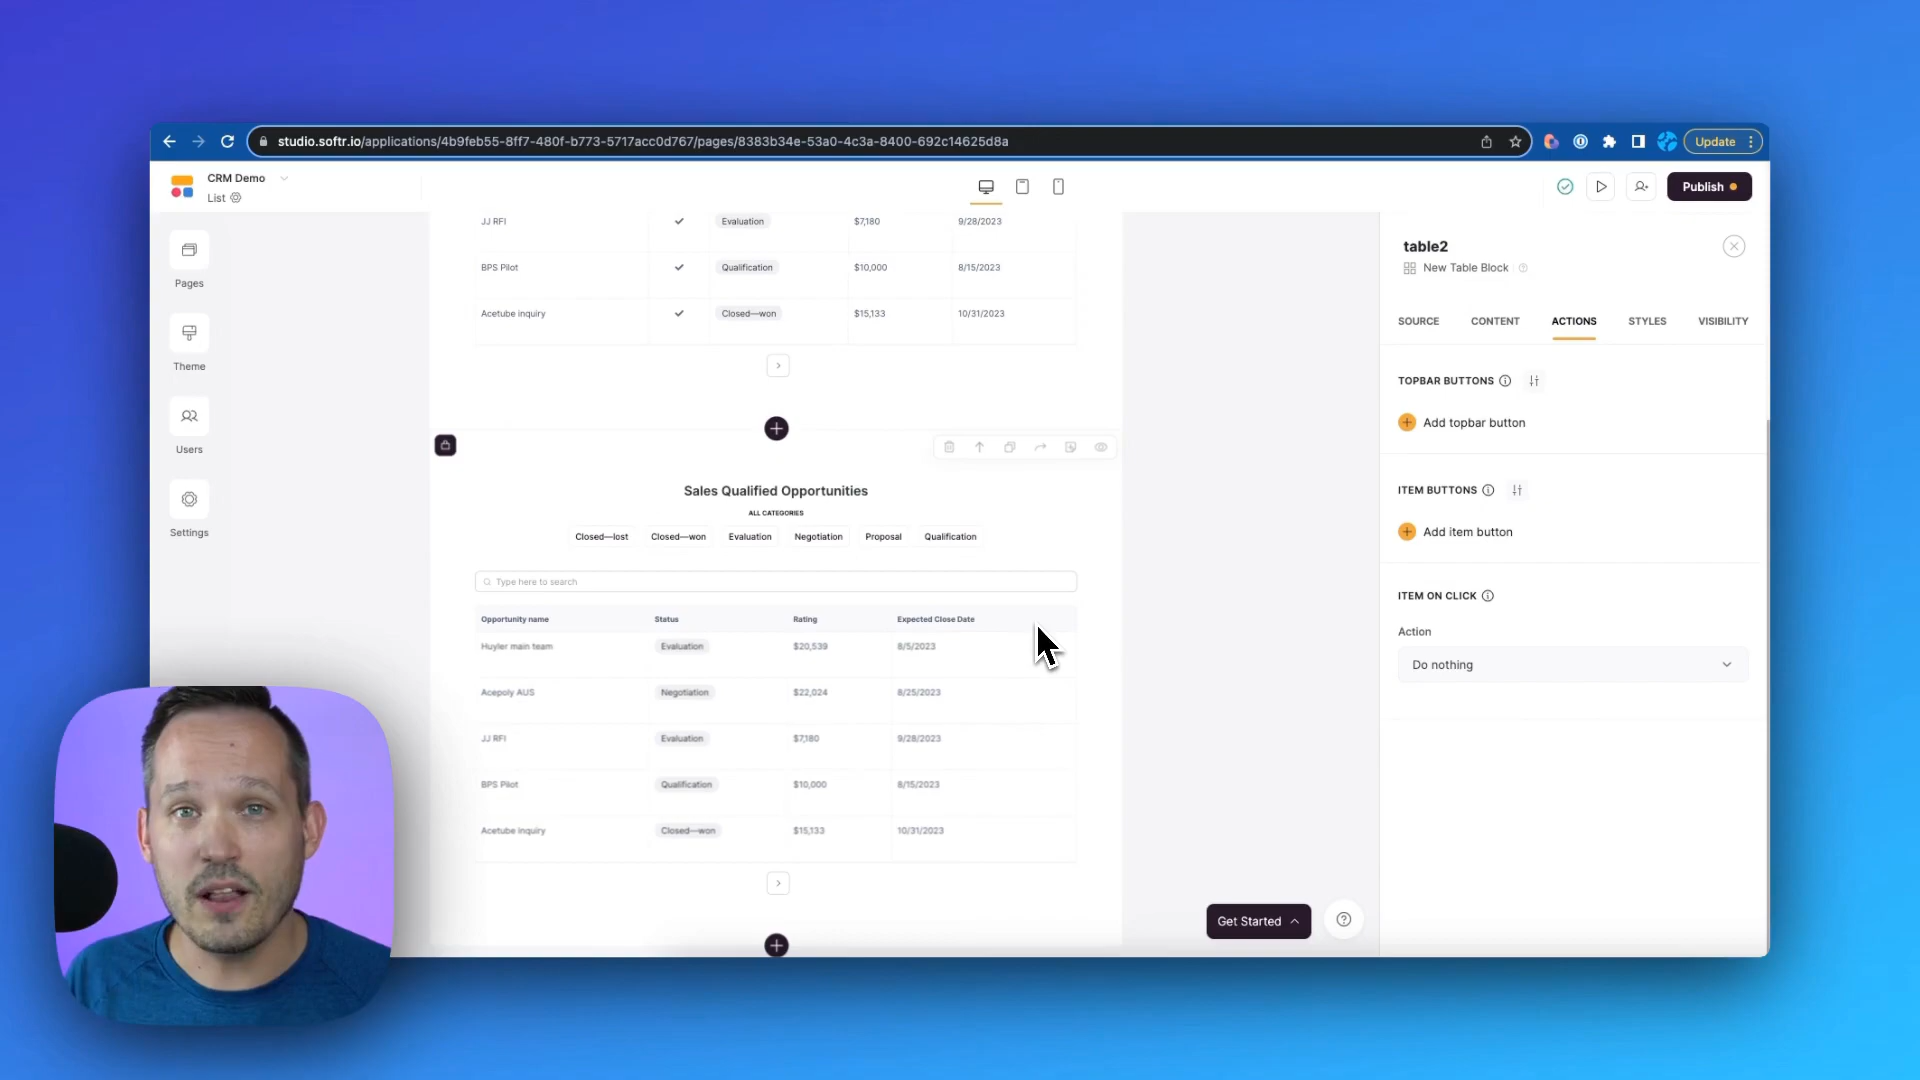 studio.softr.io/applications/4b9feb55-8ff7-480f-b773-5717acc0d767/pages/8383b34e-53a0-4c3a-8400-692c14625d8a
Update
CRM Demo
List
Publish
Pages
Theme
Users
Settings
JJ RFI Evaluation $7,180 9/28/2023
BPS Pilot Qualification $10,000 8/15/2023
Acetube inquiry Closed—won $15,133 10/31/2023
Sales Qualified Opportunities
ALL CATEGORIES
Closed—lost Closed—won Evaluation Negotiation Proposal Qualification
Type here to search
Opportunity name Status Rating Expected Close Date
Huyler main team Evaluation $20,539 8/5/2023
Acepoly AUS Negotiation $22,024 8/25/2023
JJ RFI Evaluation $7,180 9/28/2023
BPS Pilot Qualification $10,000 8/15/2023
Acetube inquiry Closed—won $15,133 10/31/2023
Get Started
table2
New Table Block
SOURCE CONTENT ACTIONS STYLES VISIBILITY
TOPBAR BUTTONS
Add topbar button
ITEM BUTTONS
Add item button
ITEM ON CLICK
Action
Do nothing